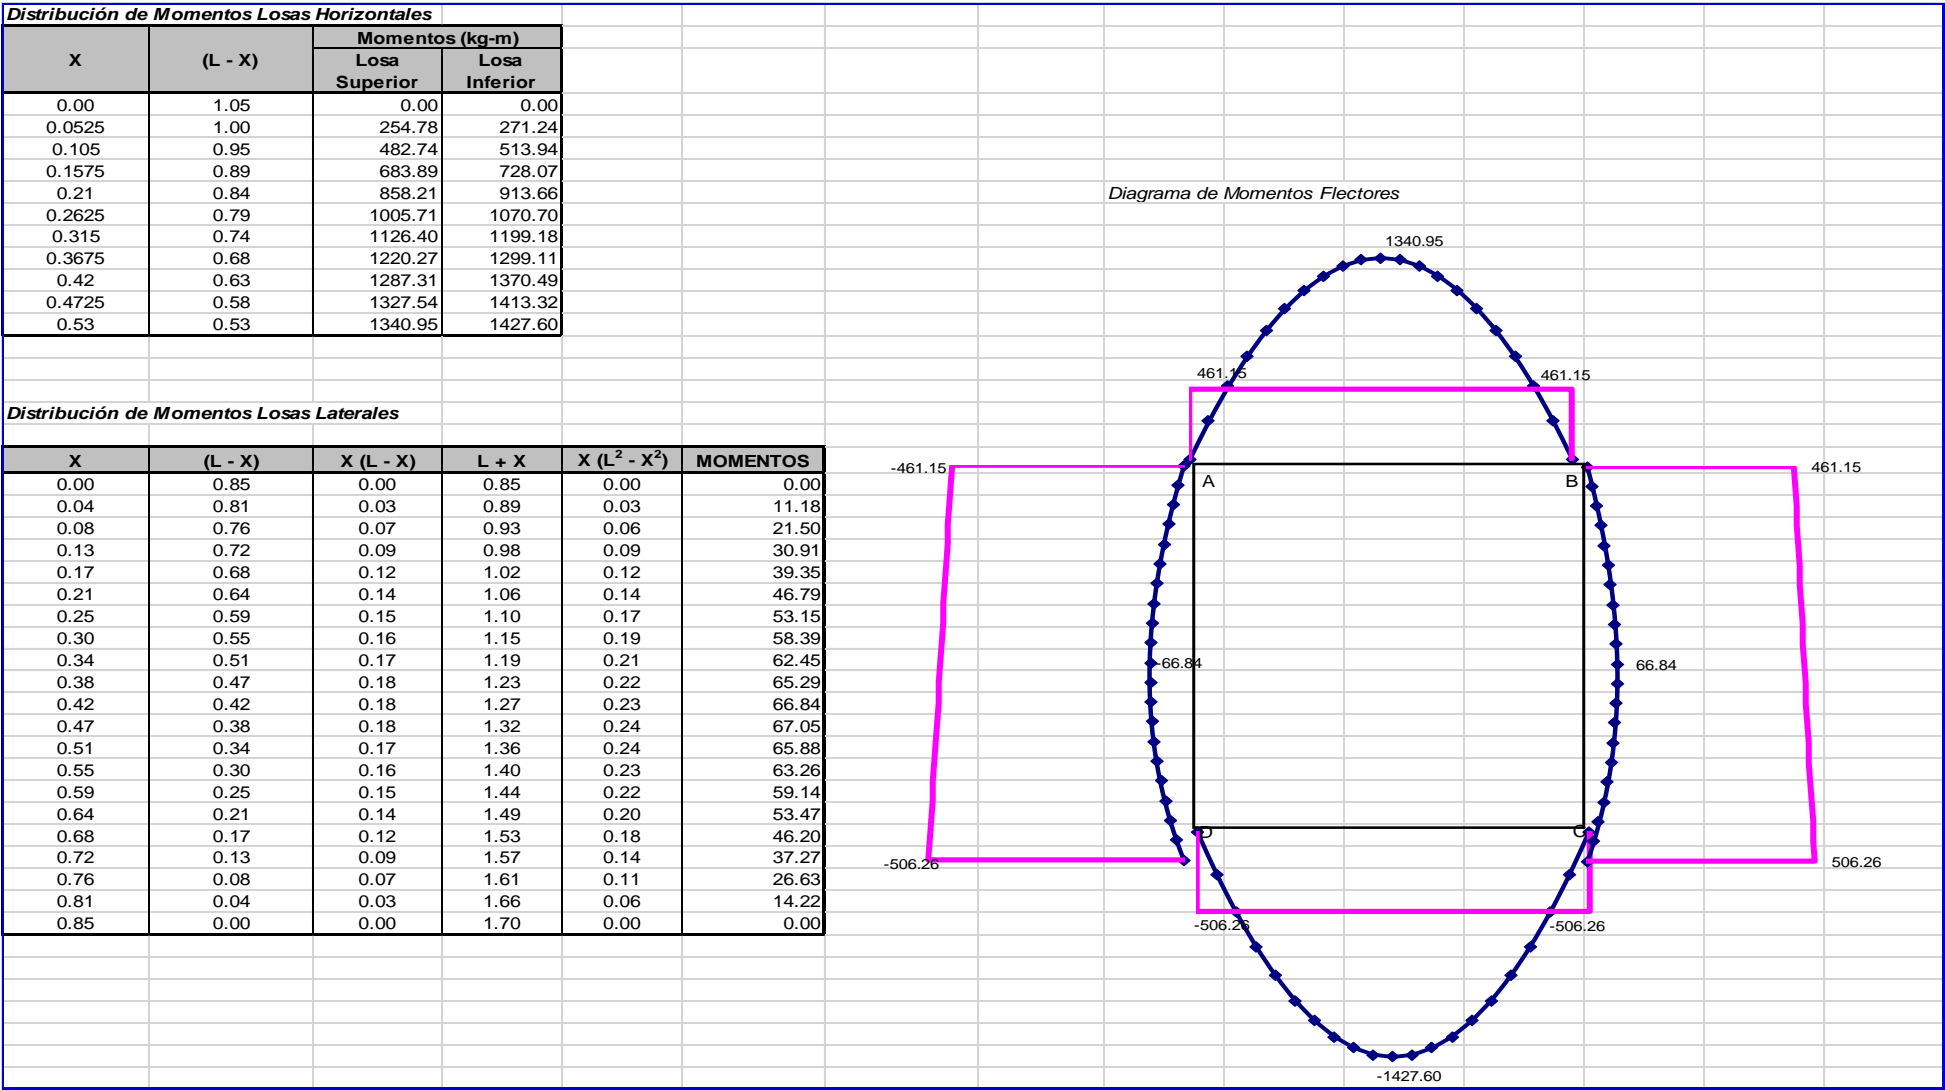 Distribución de Momentos Losas Horizontales
X (L - X) Momentos (kg-m)
Losa Superior Losa Inferior
0.00 1.05 0.00 0.00
0.0525 1.00 254.78 271.24
0.105 0.95 482.74 513.94
0.1575 0.89 683.89 728.07
0.21 0.84 858.21 913.66
0.2625 0.79 1005.71 1070.70
0.315 0.74 1126.40 1199.18
0.3675 0.68 1220.27 1299.11
0.42 0.63 1287.31 1370.49
0.4725 0.58 1327.54 1413.32
0.53 0.53 1340.95 1427.60
Distribución de Momentos Losas Laterales
X (L - X) X (L - X) L + X X (L² - X²) MOMENTOS
0.00 0.85 0.00 0.85 0.00 0.00
0.04 0.81 0.03 0.89 0.03 11.18
0.08 0.76 0.07 0.93 0.06 21.50
0.13 0.72 0.09 0.98 0.09 30.91
0.17 0.68 0.12 1.02 0.12 39.35
0.21 0.64 0.14 1.06 0.14 46.79
0.25 0.59 0.15 1.10 0.17 53.15
0.30 0.55 0.16 1.15 0.19 58.39
0.34 0.51 0.17 1.19 0.21 62.45
0.38 0.47 0.18 1.23 0.22 65.29
0.42 0.42 0.18 1.27 0.23 66.84
0.47 0.38 0.18 1.32 0.24 67.05
0.51 0.34 0.17 1.36 0.24 65.88
0.55 0.30 0.16 1.40 0.23 63.26
0.59 0.25 0.15 1.44 0.22 59.14
0.64 0.21 0.14 1.49 0.20 53.47
0.68 0.17 0.12 1.53 0.18 46.20
0.72 0.13 0.09 1.57 0.14 37.27
0.76 0.08 0.07 1.61 0.11 26.63
0.81 0.04 0.03 1.66 0.06 14.22
0.85 0.00 0.00 1.70 0.00 0.00
Diagrama de Momentos Flectores
1340.95
461.15 461.15
-461.15 461.15
A B
-66.84 66.84
D C
-506.26 506.26
-506.26 -506.26
-1427.60